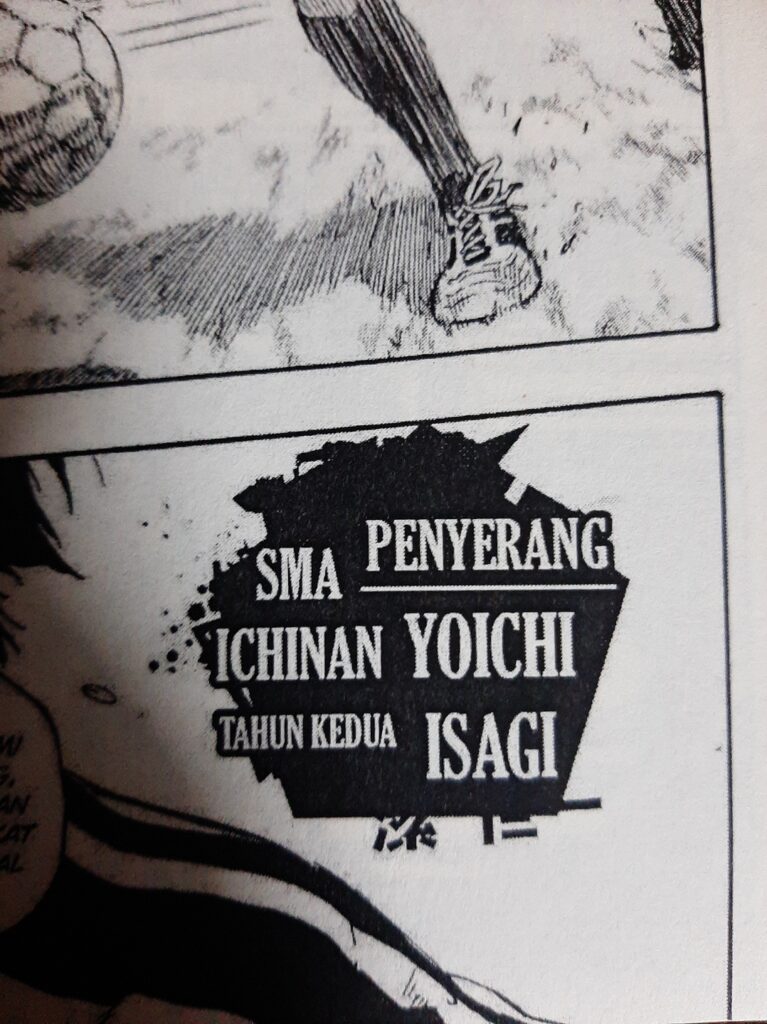 PENYERANG
YOICHI
ISAGI
SMA
ICHINAN
TAHUN KEDUA